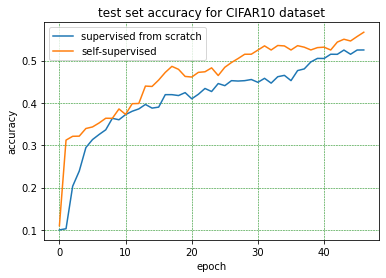 test set accuracy for CIFAR10 dataset
supervised from scratch
self-supervised
accuracy
0.5
0.4
0.3
0.2
0.1
0
10
20
30
40
epoch